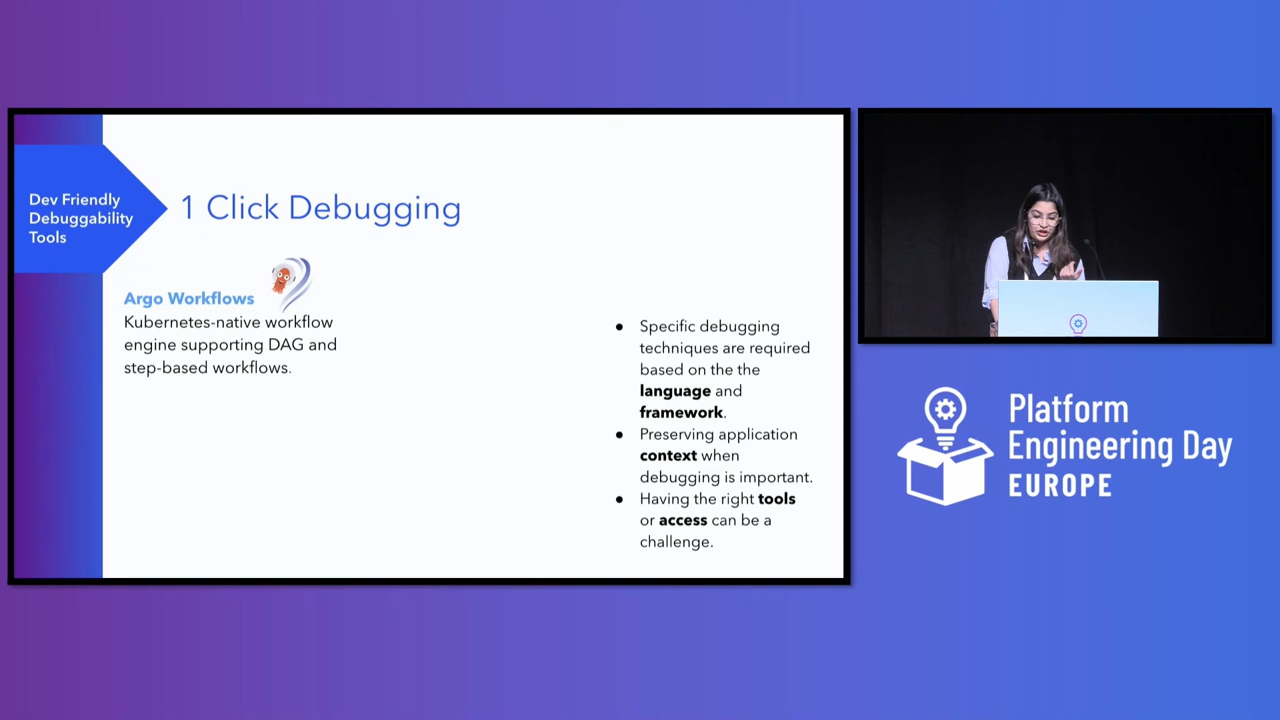 Dev Friendly
Debuggability
Tools
1 Click Debugging
Argo Workflows
Kubernetes-native workflow
engine supporting DAG and
step-based workflows.
● Specific debugging
techniques are required
based on the the
language and
framework.
● Preserving application
context when
debugging is important.
● Having the right tools
or access can be a
challenge.
Platform
Engineering Day
EUROPE